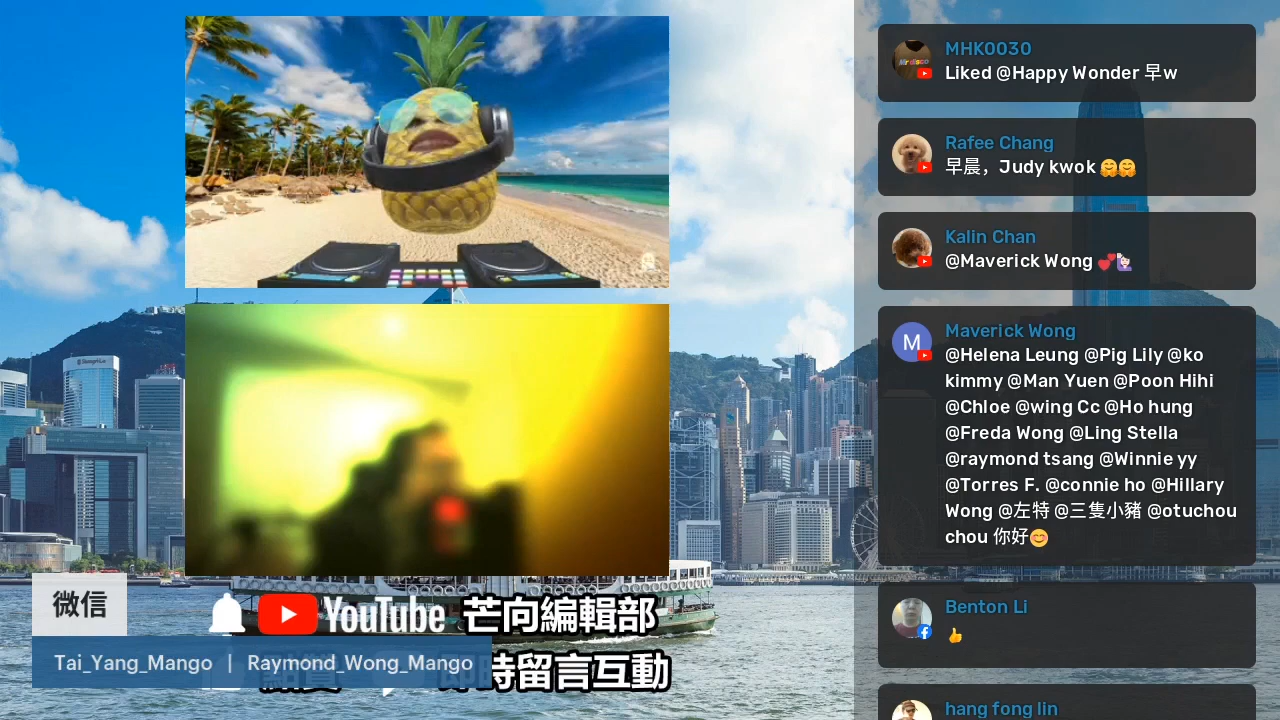 MHK0030
Liked @Happy Wonder 早w
Rafee Chang
早晨，Judy kwok 🤗🤗
Kalin Chan
@Maverick Wong 💞🙋🏻‍♀️
M
Maverick Wong
@Helena Leung @Pig Lily @ko
kimmy @Man Yuen @Poon Hihi
@Chloe @wing Cc @Ho hung
@Freda Wong @Ling Stella
@raymond tsang @Winnie yy
@Torres F. @connie ho @Hillary
Wong @左特 @三隻小豬 @otuchou
chou 你好😊
Benton Li
👍
hang fong lin
微信
Tai_Yang_Mango | Raymond_Wong_Mango
YouTube 芒向編輯部
即時留言互動